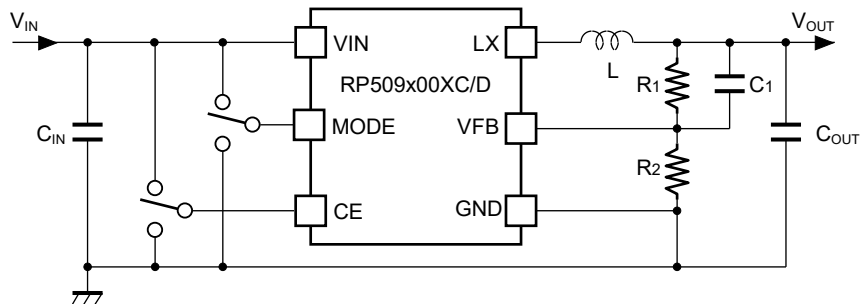 VIN
VOUT
VIN
LX
L
RP509x00XC/D
R1
C1
CIN
MODE
VFB
COUT
R2
CE
GND